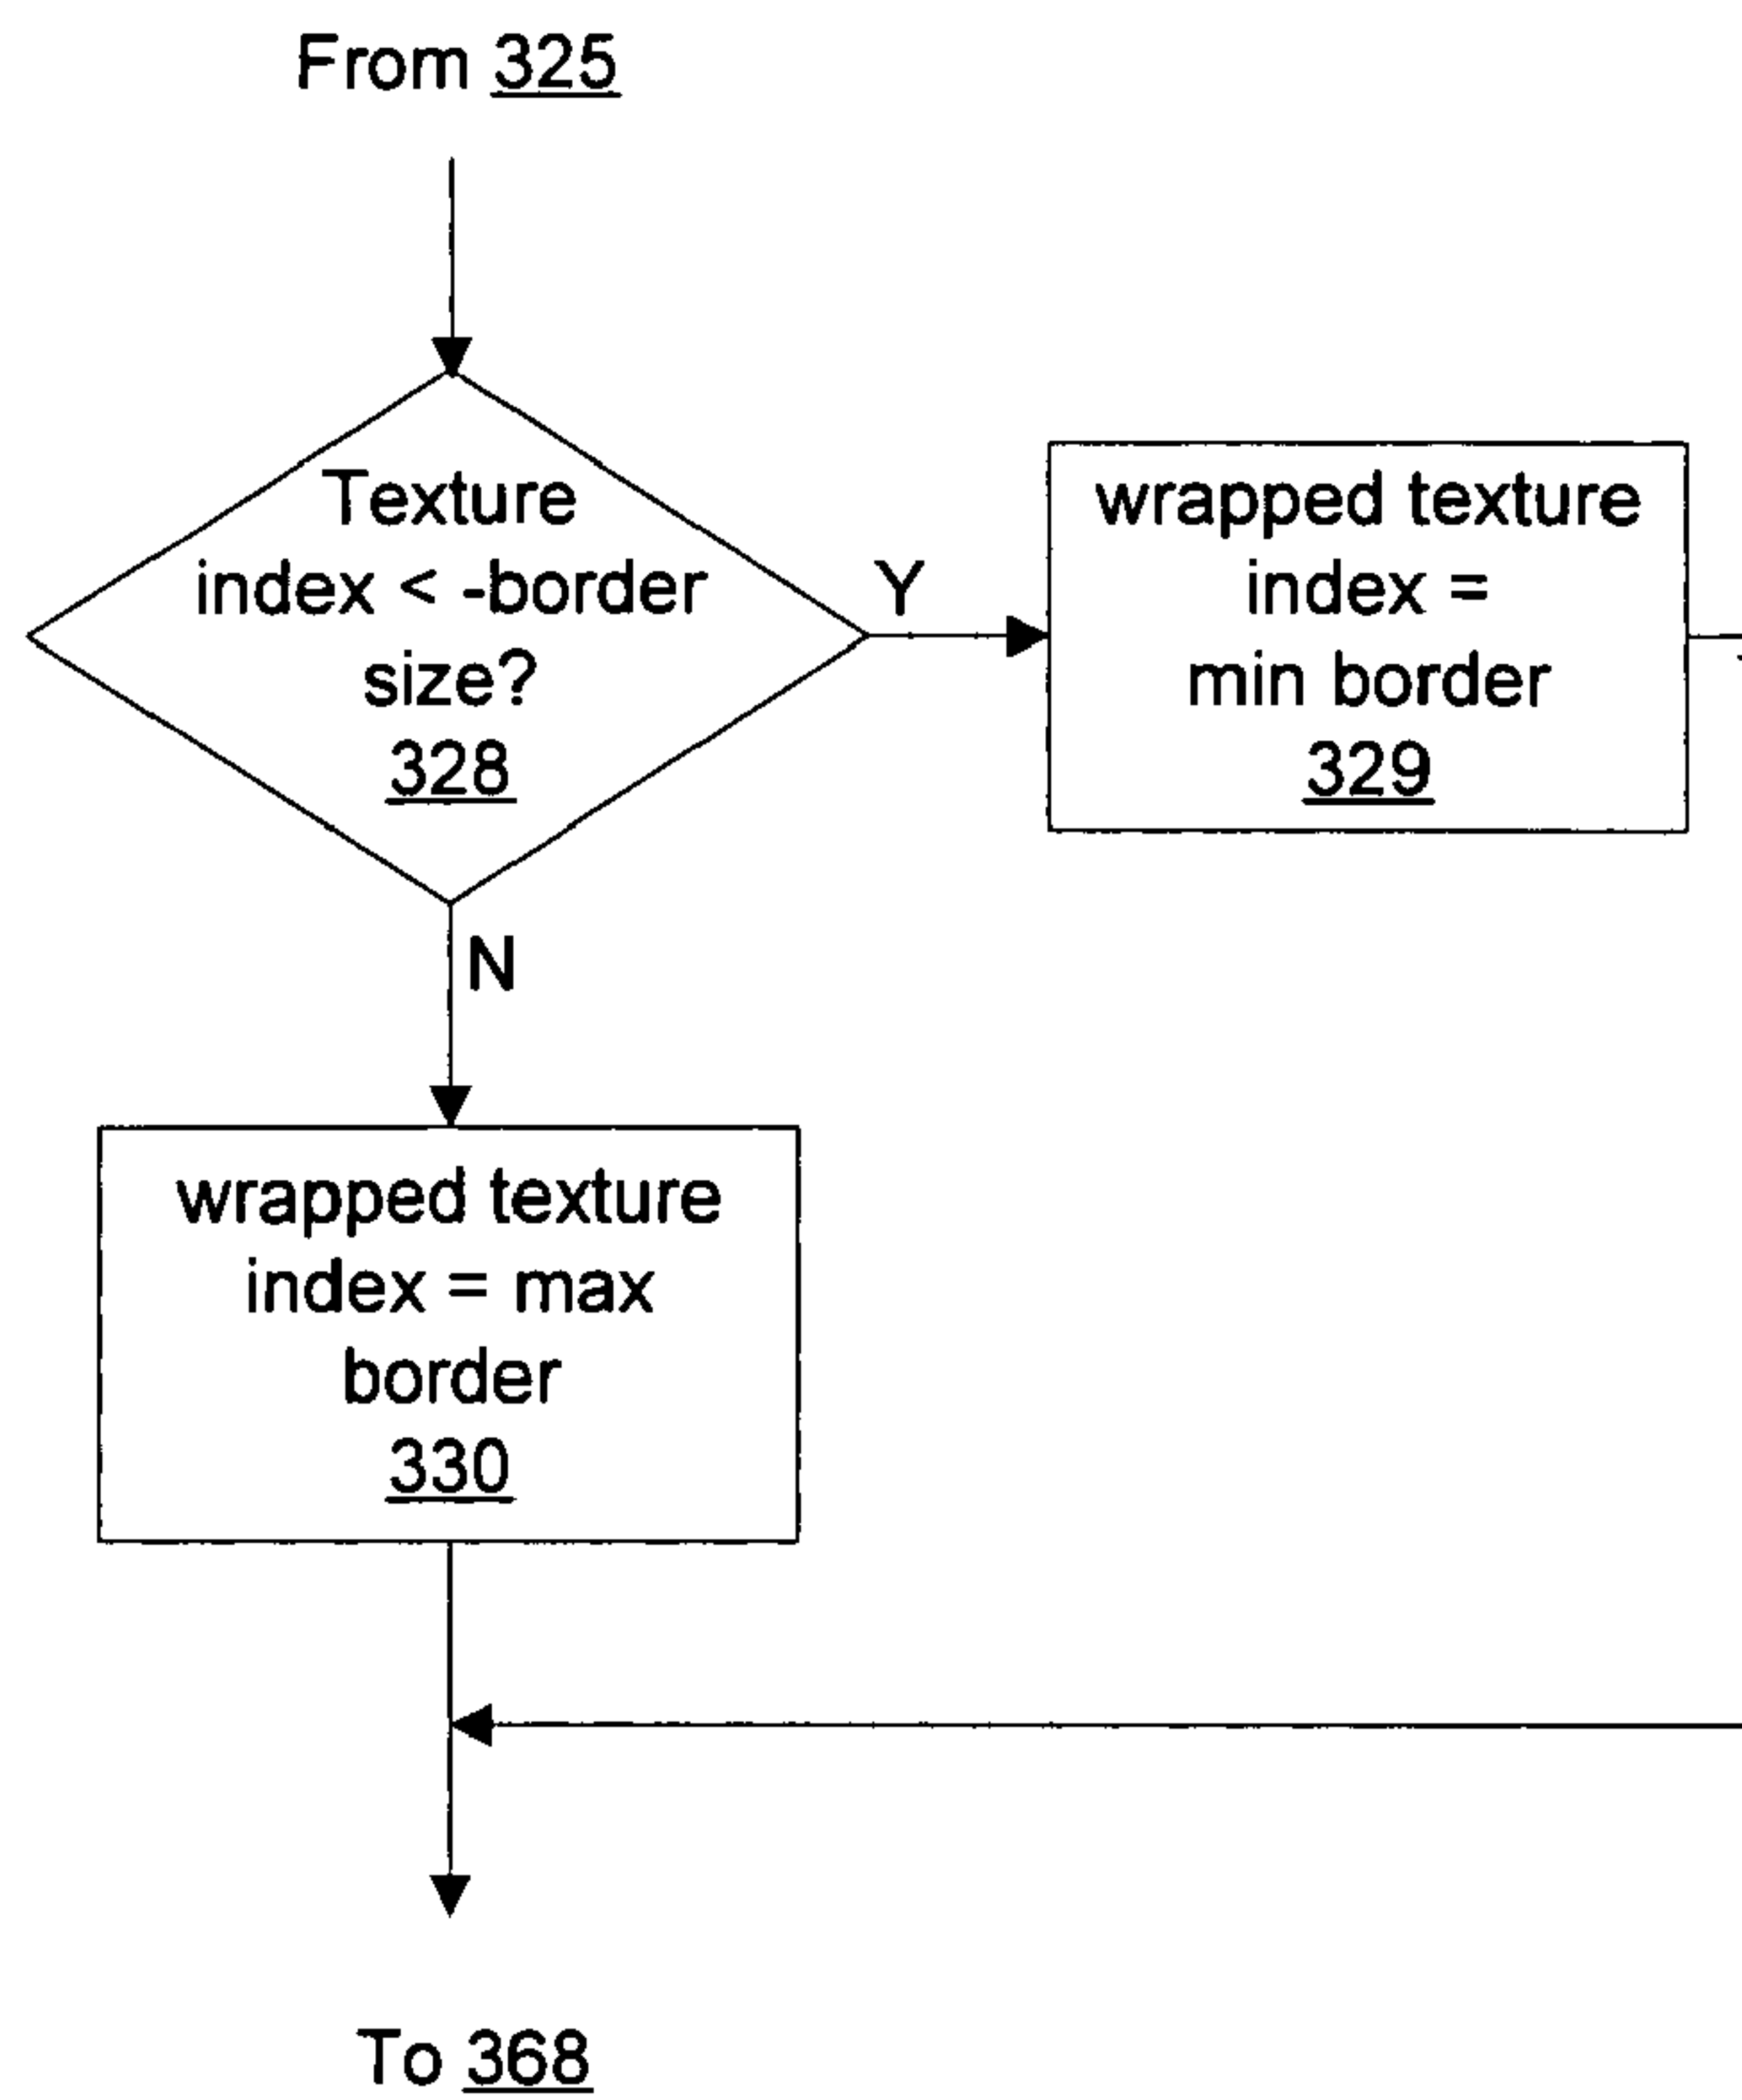 From 325
Texture
index < -border
size?
328
Y
wrapped texture
index =
min border
329
N
wrapped texture
index = max
border
330
To 368